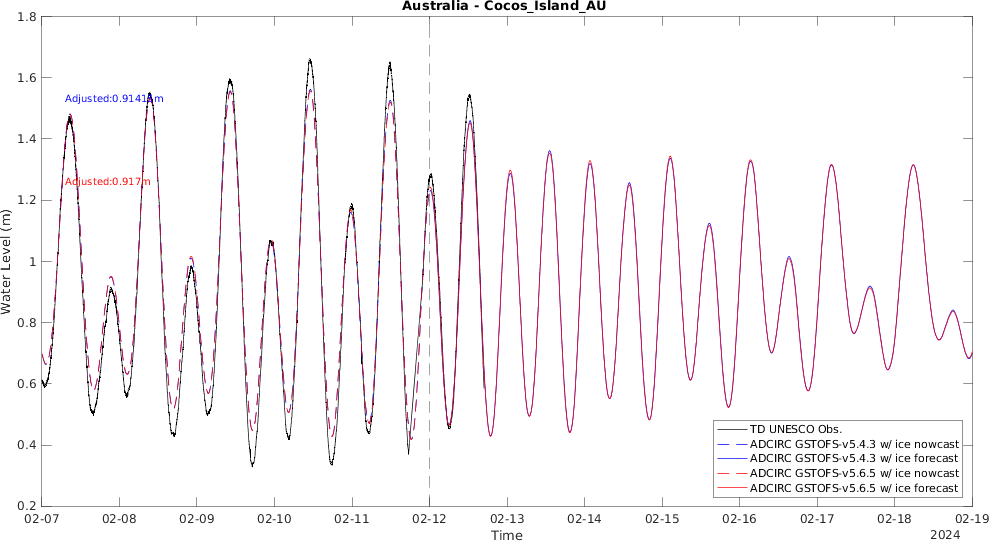 Australia - Cocos_Island_AU
1.8
1.6
1.4
1.2
1
0.8
0.6
0.4
0.2
Water Level (m)
Adjusted:0.9141m
Adjusted:0.917m
TD UNESCO Obs.
ADCIRC GSTOFS-v5.4.3 w/ ice nowcast
ADCIRC GSTOFS-v5.4.3 w/ ice forecast
ADCIRC GSTOFS-v5.6.5 w/ ice nowcast
ADCIRC GSTOFS-v5.6.5 w/ ice forecast
02-07 02-08 02-09 02-10 02-11 02-12 02-13 02-14 02-15 02-16 02-17 02-18 02-19
Time
2024